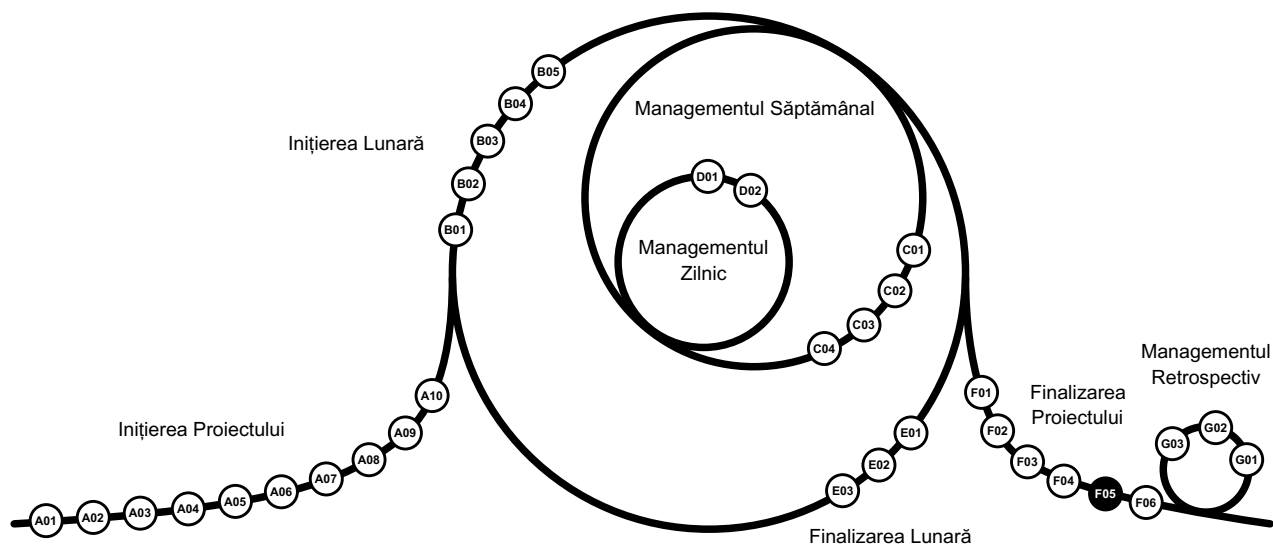 B05
B04
Managementul Săptămânal
B03
Inițierea Lunară
B02
D01
D02
B01
Managementul
Zilnic
C01
C02
C03
C04
Managementul
Retrospectiv
A10
F01
Finalizarea
Proiectului
Inițierea Proiectului
A09
E01
F02
G02
G03
G01
A08
E02
F03
A07
F04
A06
E03
F05
A05
F06
A04
A03
A02
A01
Finalizarea Lunară